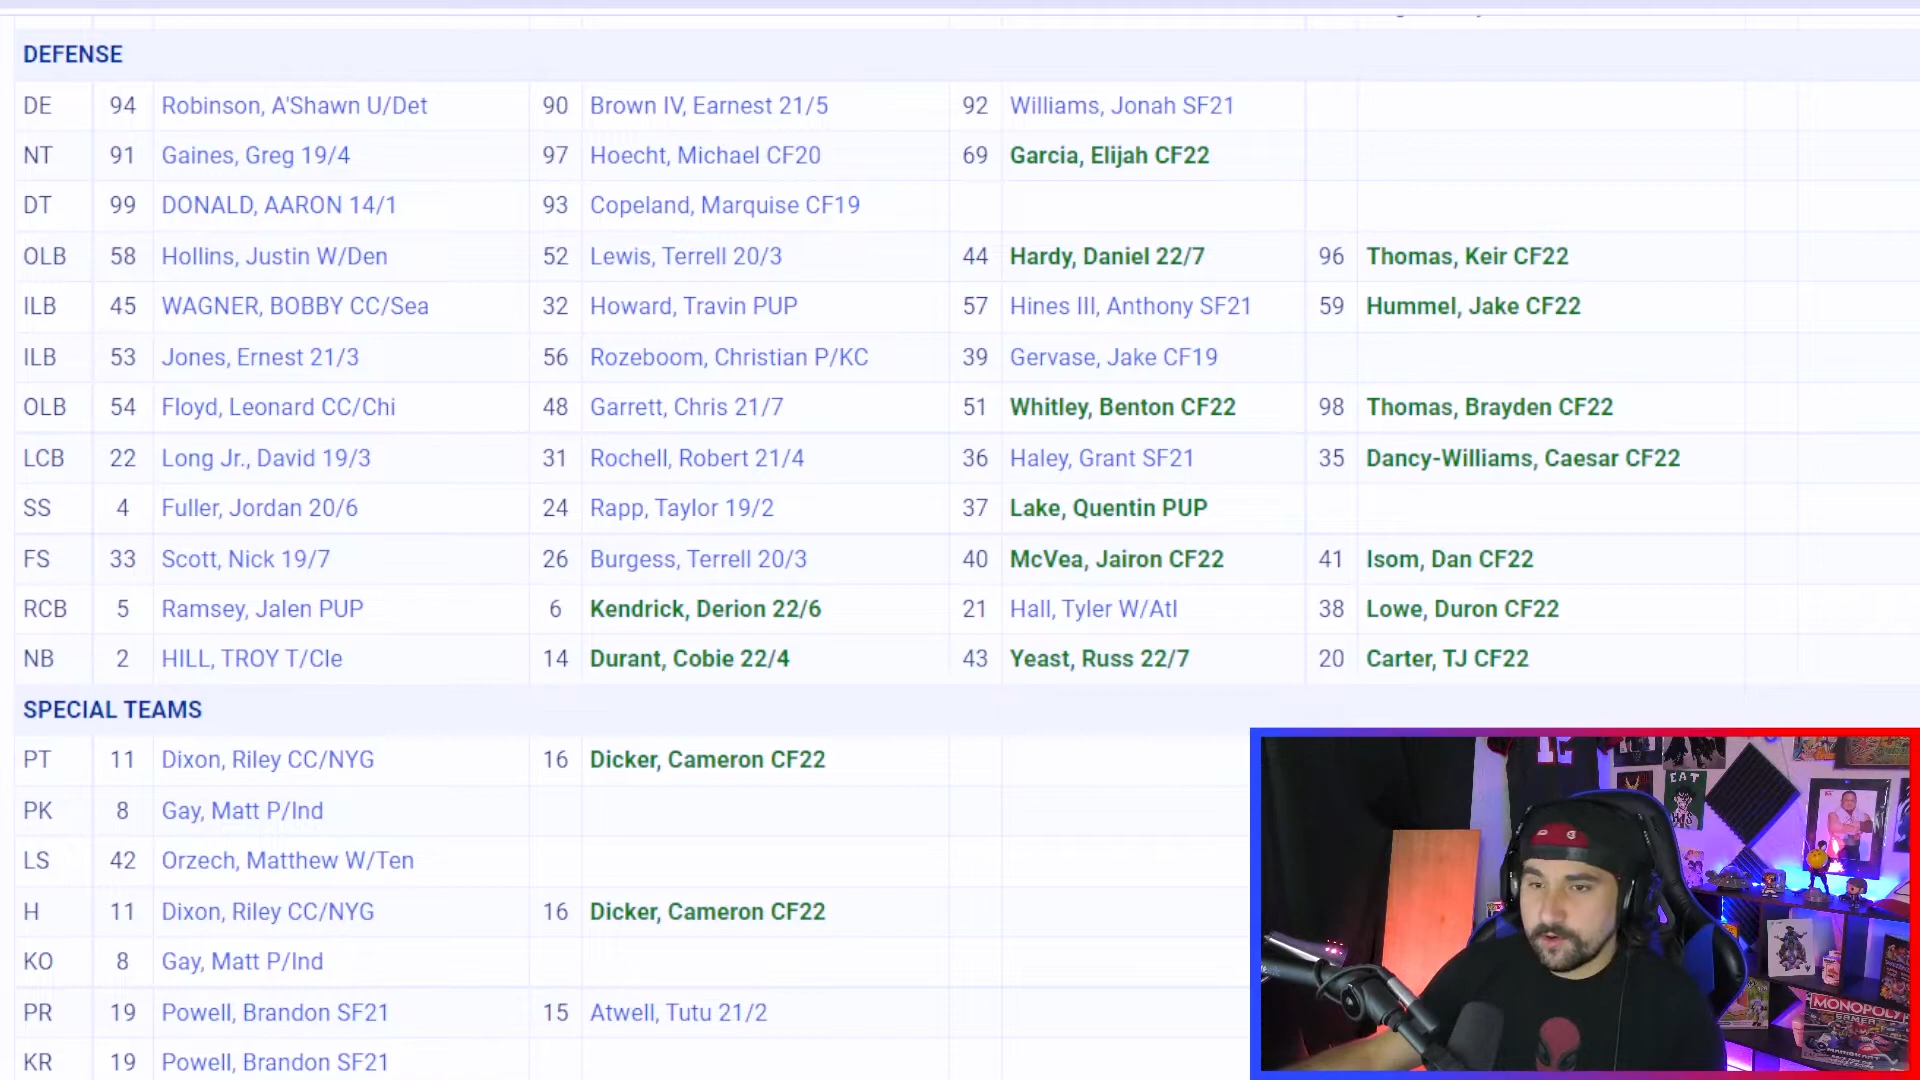 DEFENSE
DE 94 Robinson, A'Shawn U/Det 90 Brown IV, Earnest 21/5 92 Williams, Jonah SF21
NT 91 Gaines, Greg 19/4 97 Hoecht, Michael CF20 69 Garcia, Elijah CF22
DT 99 DONALD, AARON 14/1 93 Copeland, Marquise CF19
OLB 58 Hollins, Justin W/Den 52 Lewis, Terrell 20/3 44 Hardy, Daniel 22/7 96 Thomas, Keir CF22
ILB 45 WAGNER, BOBBY CC/Sea 32 Howard, Travin PUP 57 Hines III, Anthony SF21 59 Hummel, Jake CF22
ILB 53 Jones, Ernest 21/3 56 Rozeboom, Christian P/KC 39 Gervase, Jake CF19
OLB 54 Floyd, Leonard CC/Chi 48 Garrett, Chris 21/7 51 Whitley, Benton CF22 98 Thomas, Brayden CF22
LCB 22 Long Jr., David 19/3 31 Rochell, Robert 21/4 36 Haley, Grant SF21 35 Dancy-Williams, Caesar CF22
SS 4 Fuller, Jordan 20/6 24 Rapp, Taylor 19/2 37 Lake, Quentin PUP
FS 33 Scott, Nick 19/7 26 Burgess, Terrell 20/3 40 McVea, Jairon CF22 41 Isom, Dan CF22
RCB 5 Ramsey, Jalen PUP 6 Kendrick, Derion 22/6 21 Hall, Tyler W/Atl 38 Lowe, Duron CF22
NB 2 HILL, TROY T/Cle 14 Durant, Cobie 22/4 43 Yeast, Russ 22/7 20 Carter, TJ CF22
SPECIAL TEAMS
PT 11 Dixon, Riley CC/NYG 16 Dicker, Cameron CF22
PK 8 Gay, Matt P/Ind
LS 42 Orzech, Matthew W/Ten
H 11 Dixon, Riley CC/NYG 16 Dicker, Cameron CF22
KO 8 Gay, Matt P/Ind
PR 19 Powell, Brandon SF21 15 Atwell, Tutu 21/2
KR 19 Powell, Brandon SF21
12
EAT
MONOPOLY
GAMER